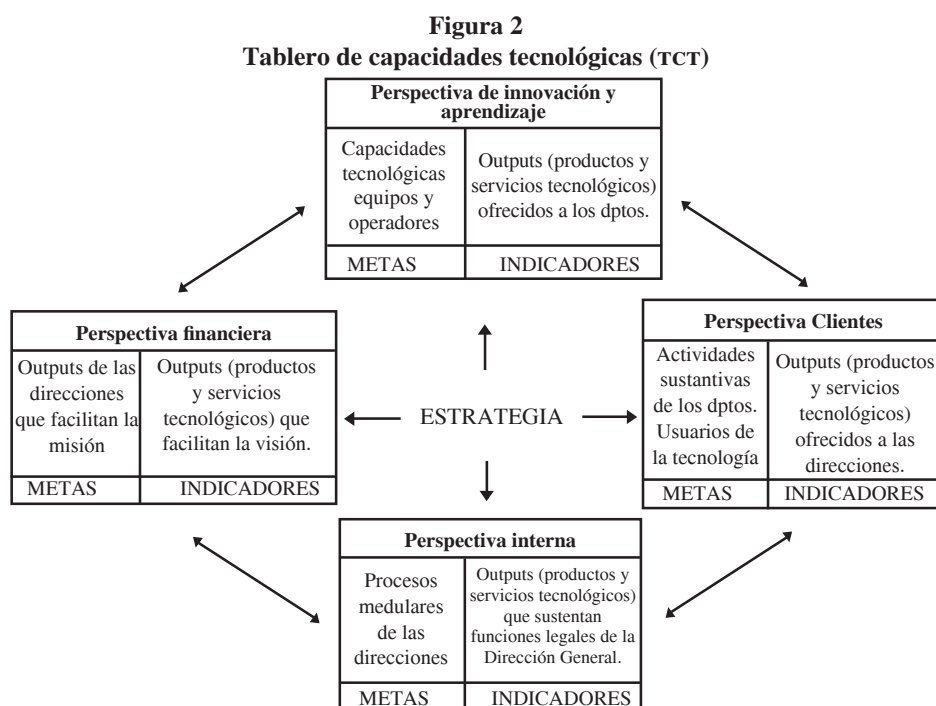 Figura 2
Tablero de capacidades tecnológicas (TCT)
Perspectiva de innovación y
aprendizaje
Capacidades
tecnológicas
equipos y
operadores
Outputs (productos y
servicios tecnológicos)
ofrecidos a los dptos.
METAS
INDICADORES
Perspectiva financiera
Outputs de las
direcciones
que facilitan la
misión
Outputs (productos
y servicios
tecnológicos) que
facilitan la visión.
METAS
INDICADORES
ESTRATEGIA
Perspectiva Clientes
Actividades
sustantivas
de los dptos.
Usuarios de
la tecnología
Outputs (productos
y servicios
tecnológicos)
ofrecidos a las
direcciones.
METAS
INDICADORES
Perspectiva interna
Procesos
medulares
de las
direcciones
Outputs (productos y
servicios tecnológicos)
que sustentan
funciones legales de la
Dirección General.
METAS
INDICADORES